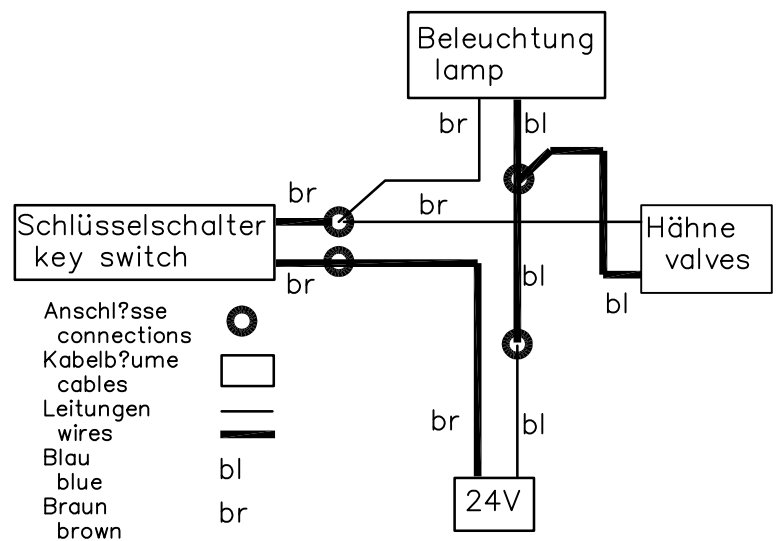 Beleuchtung
lamp
br
bl
br
br
Schlüsselschalter
key switch
Hähne
valves
br
bl
bl
Anschl?sse
connections
Kabelb?ume
cables
Leitungen
wires
br
bl
Blau
blue
bl
Braun
brown
br
24V